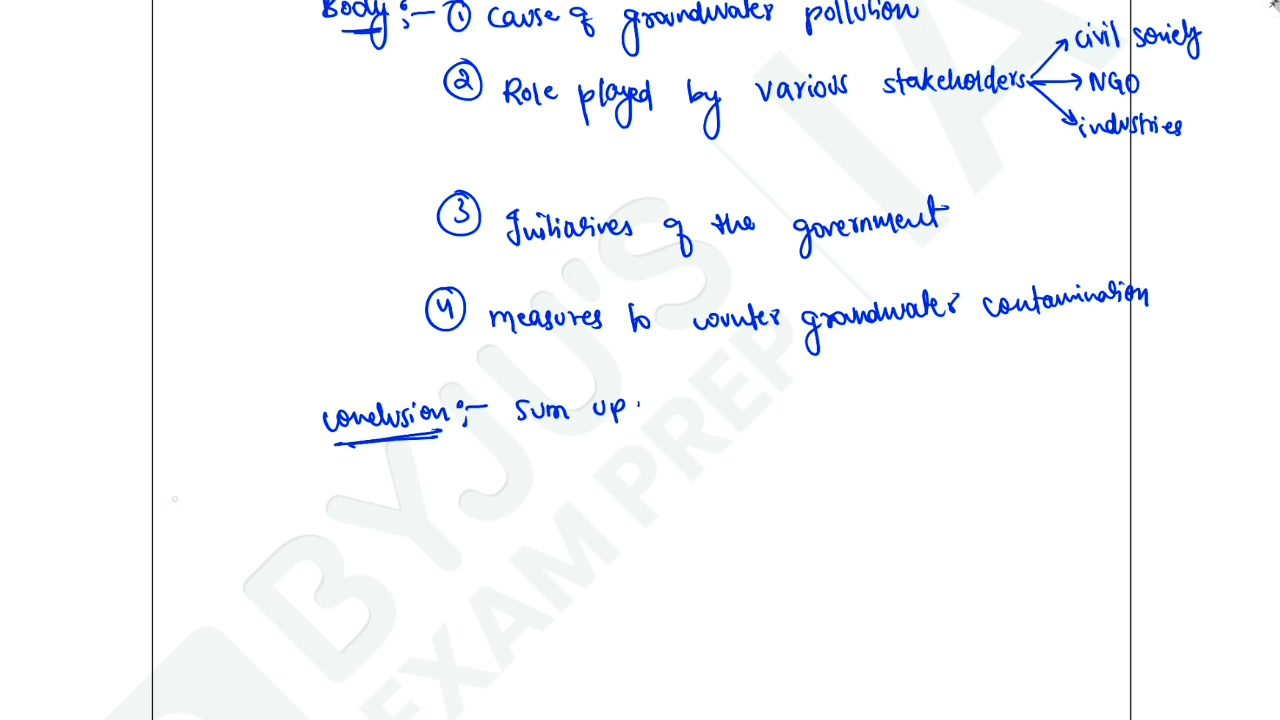 Body :- ① cause of groundwater pollution
② Role played by various stakeholders → civil society
→ NGO
→ industries
③ Initiatives of the government
④ measures to counter groundwater contamination
conclusion :- sum up.
BYJU'S IA
EXAM PREP